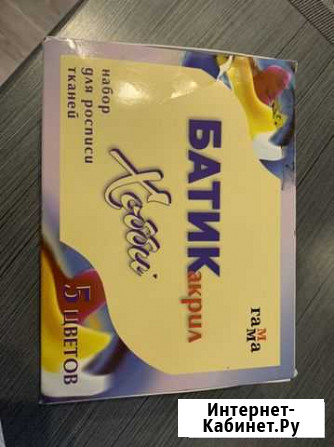 гамма
БАТИК
акрил
Хобби
набор
для росписи
тканей
5 ЦВЕТОВ
Интернет-
Кабинет.Ру